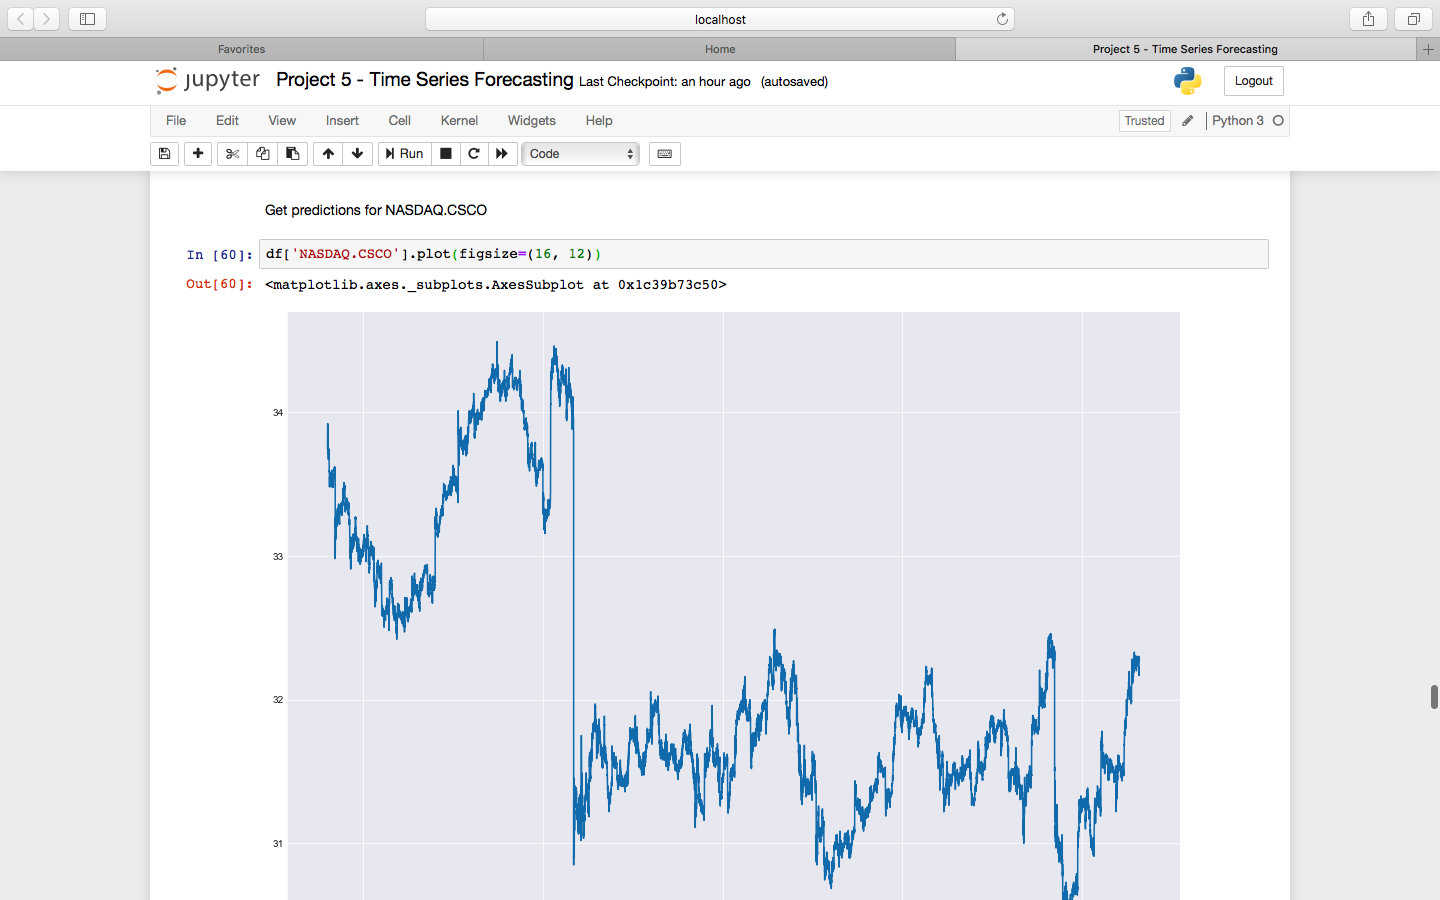 localhost
Favorites Home Project 5 - Time Series Forecasting
jupyter Project 5 - Time Series Forecasting Last Checkpoint: an hour ago (autosaved) Logout
File Edit View Insert Cell Kernel Widgets Help Trusted Python 3
Run Code
Get predictions for NASDAQ.CSCO
In [60]: df['NASDAQ.CSCO'].plot(figsize=(16, 12))
Out[60]: <matplotlib.axes._subplots.AxesSubplot at 0x1c39b73c50>
34
33
32
31